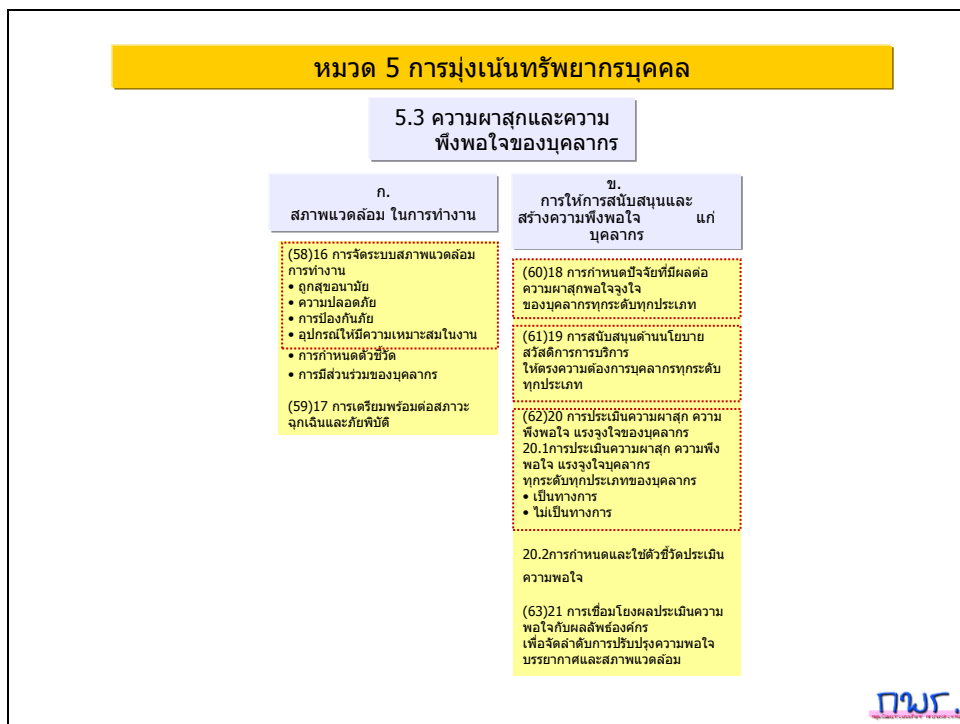 หมวด 5 การมุ่งเน้นทรัพยากรบุคคล
5.3 ความผาสุกและความ
พึงพอใจของบุคลากร
ก.
สภาพแวดล้อม ในการทำงาน
(58)16 การจัดระบบสภาพแวดล้อม
การทำงาน
• ถูกสุขอนามัย
• ความปลอดภัย
• การป้องกันภัย
• อุปกรณ์ให้มีความเหมาะสมในงาน
• การกำหนดตัวชี้วัด
• การมีส่วนร่วมของบุคลากร
(59)17 การเตรียมพร้อมต่อสภาวะ
ฉุกเฉินและภัยพิบัติ
ข.
การให้การสนับสนุนและ
สร้างความพึงพอใจ แก่
บุคลากร
(60)18 การกำหนดปัจจัยที่มีผลต่อ
ความผาสุกพอใจจูงใจ
ของบุคลากรทุกระดับทุกประเภท
(61)19 การสนับสนุนด้านนโยบาย
สวัสดิการการบริการ
ให้ตรงความต้องการบุคลากรทุกระดับ
ทุกประเภท
(62)20 การประเมินความผาสุก ความ
พึงพอใจ แรงจูงใจของบุคลากร
20.1การประเมินความผาสุก ความพึง
พอใจ แรงจูงใจบุคลากร
ทุกระดับทุกประเภทของบุคลากร
• เป็นทางการ
• ไม่เป็นทางการ
20.2การกำหนดและใช้ตัวชี้วัดประเมิน
ความพอใจ
(63)21 การเชื่อมโยงผลประเมินความ
พอใจกับผลลัพธ์องค์กร
เพื่อจัดลำดับการปรับปรุงความพอใจ
บรรยากาศและสภาพแวดล้อม
กพร.